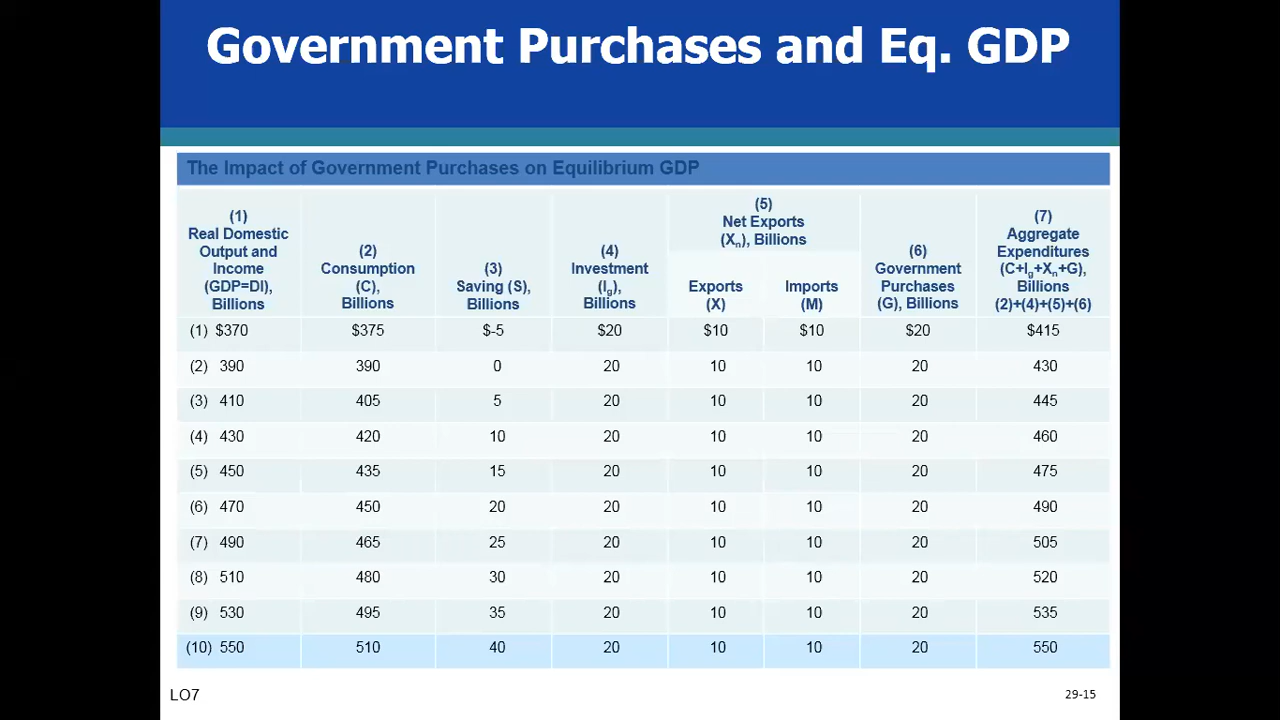 Government Purchases and Eq. GDP
The Impact of Government Purchases on Equilibrium GDP
(1)
Real Domestic
Output and
Income
(GDP=DI),
Billions
(2)
Consumption
(C),
Billions
(3)
Saving (S),
Billions
(4)
Investment
(Ig),
Billions
(5)
Net Exports
(Xn), Billions
Exports
(X)
Imports
(M)
(6)
Government
Purchases
(G), Billions
(7)
Aggregate
Expenditures
(C+Ig+Xn+G),
Billions
(2)+(4)+(5)+(6)
(1) $370 $375 $-5 $20 $10 $10 $20 $415
(2) 390 390 0 20 10 10 20 430
(3) 410 405 5 20 10 10 20 445
(4) 430 420 10 20 10 10 20 460
(5) 450 435 15 20 10 10 20 475
(6) 470 450 20 20 10 10 20 490
(7) 490 465 25 20 10 10 20 505
(8) 510 480 30 20 10 10 20 520
(9) 530 495 35 20 10 10 20 535
(10) 550 510 40 20 10 10 20 550
LO7
29-15